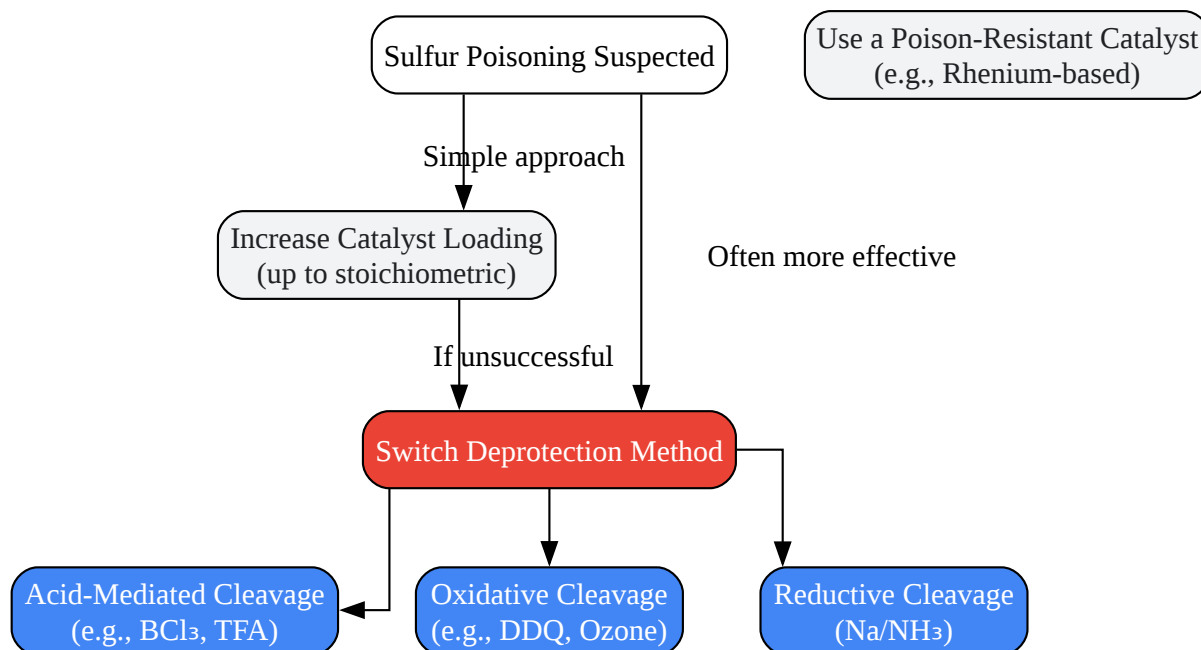 Sulfur Poisoning Suspected
Use a Poison-Resistant Catalyst
(e.g., Rhenium-based)
Simple approach
Increase Catalyst Loading
(up to stoichiometric)
Often more effective
If unsuccessful
Switch Deprotection Method
Acid-Mediated Cleavage
(e.g., BCl₃, TFA)
Oxidative Cleavage
(e.g., DDQ, Ozone)
Reductive Cleavage
(Na/NH₃)